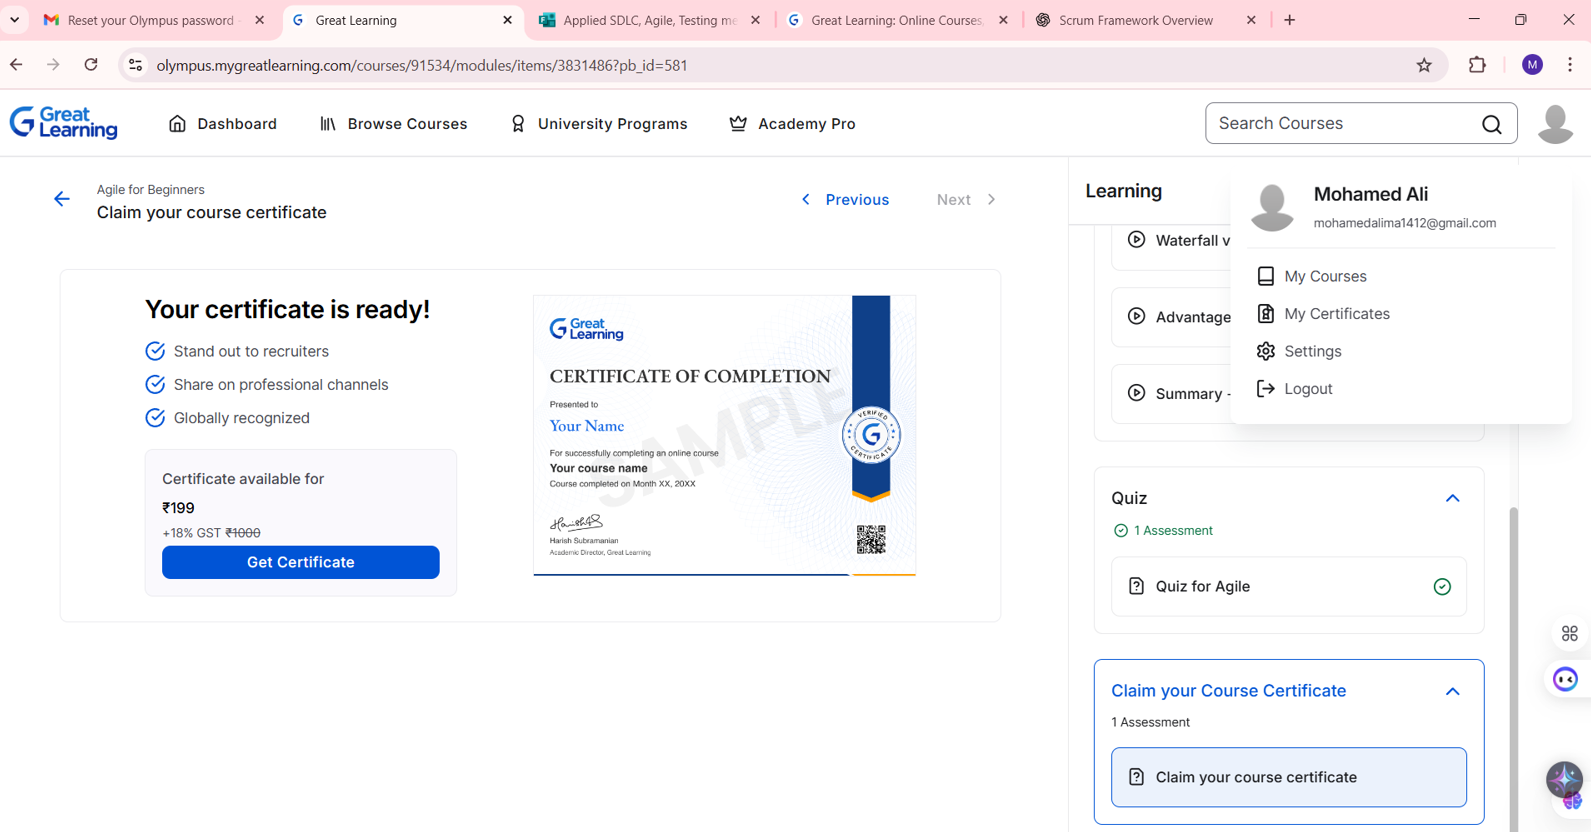 Reset your Olympus password
Great Learning
Applied SDLC, Agile, Testing me
Great Learning: Online Courses,
Scrum Framework Overview
olympus.mygreatlearning.com/courses/91534/modules/items/3831486?pb_id=581
M
Great
Learning
Dashboard
Browse Courses
University Programs
Academy Pro
Search Courses
Agile for Beginners
Claim your course certificate
Previous
Next
Your certificate is ready!
Stand out to recruiters
Share on professional channels
Globally recognized
Certificate available for
₹199
+18% GST ₹1000
Get Certificate
Great
Learning
CERTIFICATE OF COMPLETION
Presented to
Your Name
For successfully completing an online course
Your course name
Course completed on Month XX, 20XX
SAMPLE
VERIFIED
CERTIFICATE
Harish Subramanian
Academic Director, Great Learning
Learning
Waterfall v
Advantage
Summary -
Mohamed Ali
mohamedalima1412@gmail.com
My Courses
My Certificates
Settings
Logout
Quiz
1 Assessment
Quiz for Agile
Claim your Course Certificate
1 Assessment
Claim your course certificate